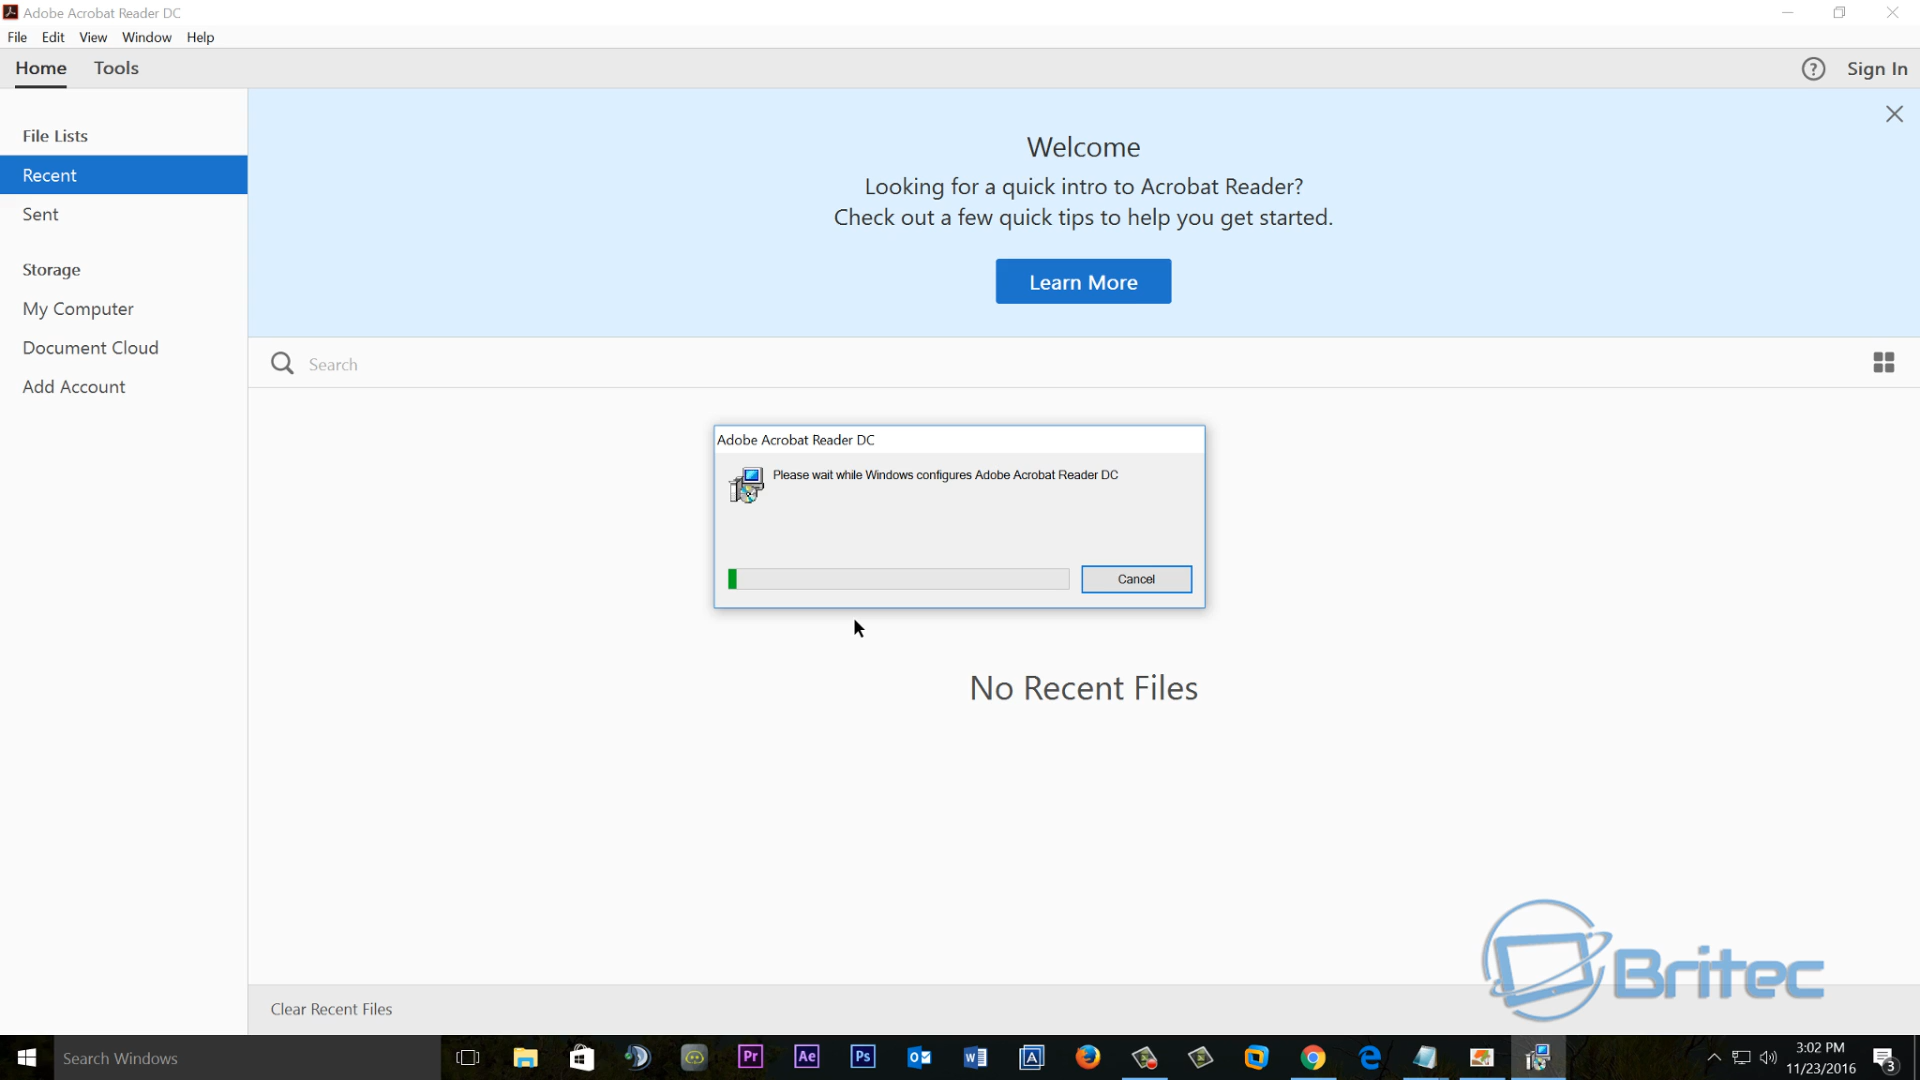 Adobe Acrobat Reader DC
File Edit View Window Help
Home Tools
? Sign In
File Lists
Recent
Sent
Storage
My Computer
Document Cloud
Add Account
Welcome
Looking for a quick intro to Acrobat Reader?
Check out a few quick tips to help you get started.
Learn More
Search
Adobe Acrobat Reader DC
Please wait while Windows configures Adobe Acrobat Reader DC
Cancel
No Recent Files
Britec
Clear Recent Files
Search Windows
Pr Ae Ps
3:02 PM
11/23/2016
3